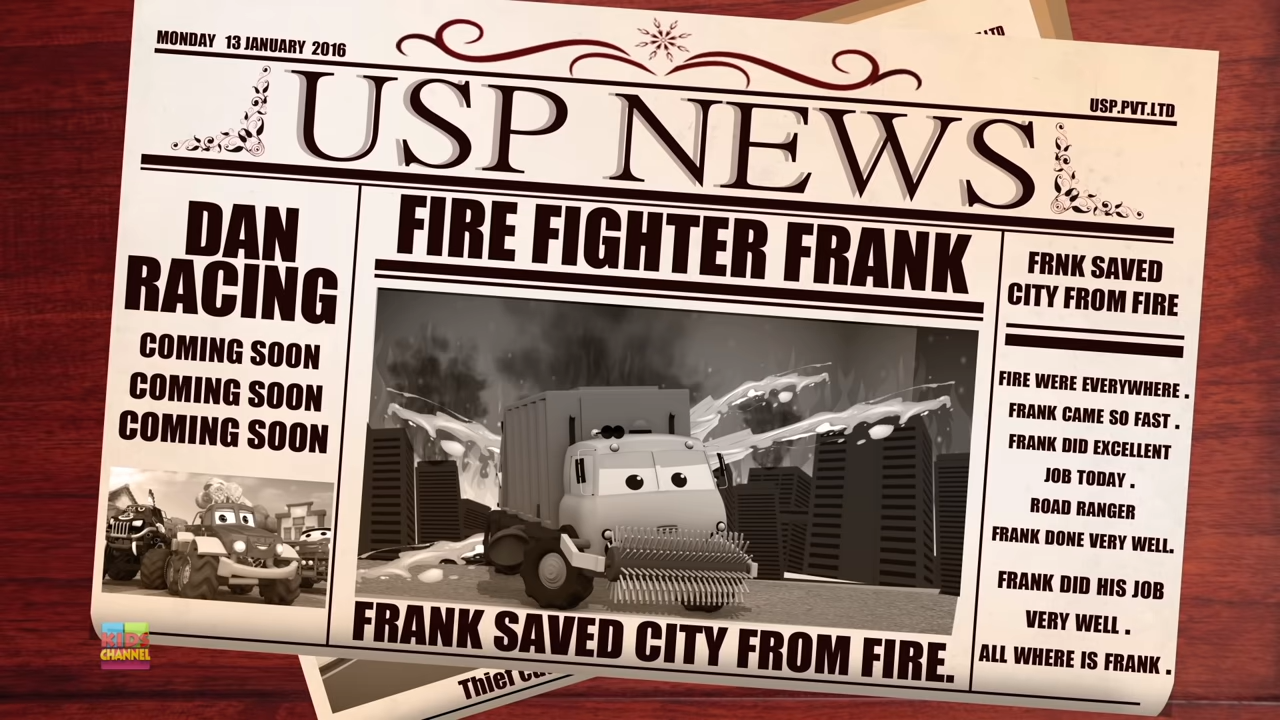 MONDAY 13 JANUARY 2016
USP.PVT.LTD
USP NEWS
DAN
RACING
COMING SOON
COMING SOON
COMING SOON
FIRE FIGHTER FRANK
FRANK SAVED CITY FROM FIRE.
FRNK SAVED
CITY FROM FIRE
FIRE WERE EVERYWHERE .
FRANK CAME SO FAST .
FRANK DID EXCELLENT
JOB TODAY .
ROAD RANGER
FRANK DONE VERY WELL.
FRANK DID HIS JOB
VERY WELL .
ALL WHERE IS FRANK .
Thief
KIDS
CHANNEL